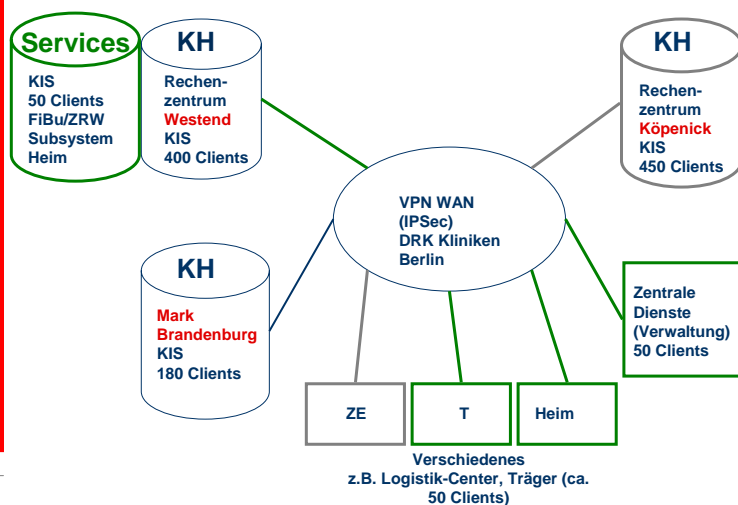 Services
KIS
50 Clients
FiBu/ZRW
Subsystem
Heim
KH
Rechen-
zentrum
Westend
KIS
400 Clients
KH
Rechen-
zentrum
Köpenick
KIS
450 Clients
VPN WAN
(IPSec)
DRK Kliniken
Berlin
KH
Mark
Brandenburg
KIS
180 Clients
Zentrale
Dienste
(Verwaltung)
50 Clients
ZE
T
Heim
Verschiedenes
z.B. Logistik-Center, Träger (ca.
50 Clients)